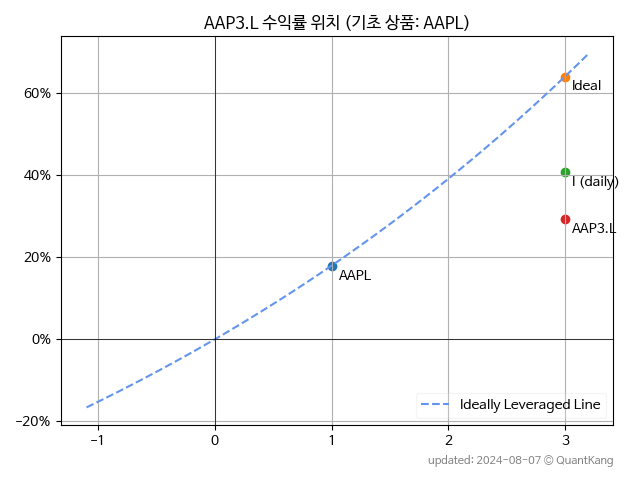 AAP3.L 수익률 위치 (기초 상품: AAPL)
60%
40%
20%
0%
−20%
Ideal
I (daily)
AAP3.L
AAPL
Ideally Leveraged Line
−1
0
1
2
3
updated: 2024-08-07 © QuantKang